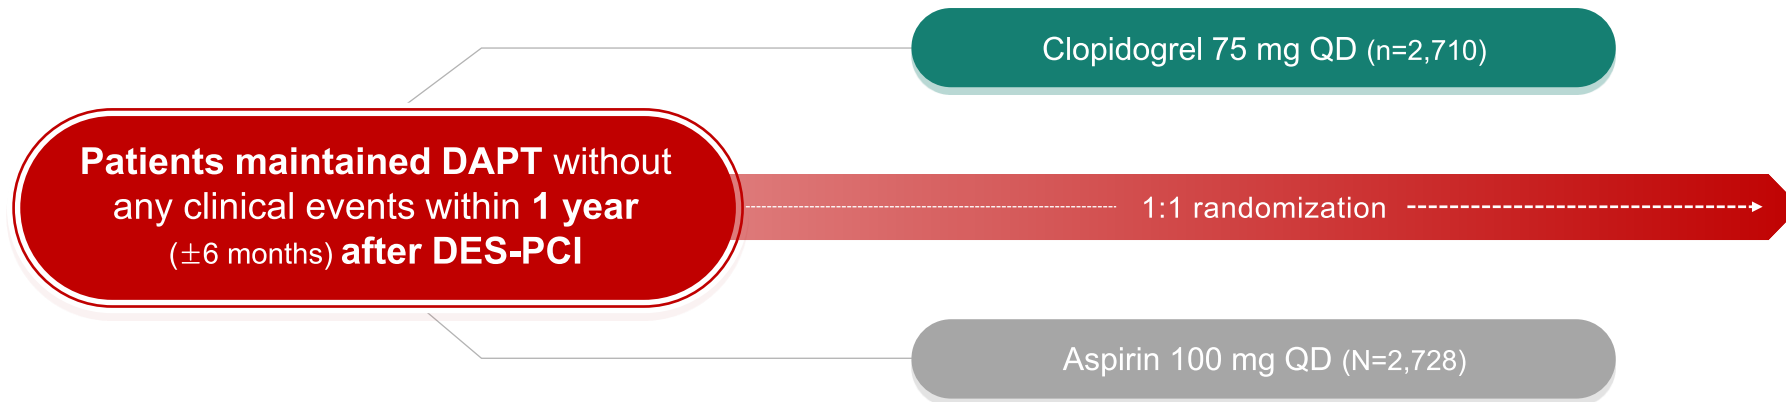 Clopidogrel 75 mg QD (n=2,710)
Patients maintained DAPT without
any clinical events within 1 year
(±6 months) after DES-PCI
1:1 randomization
Aspirin 100 mg QD (N=2,728)